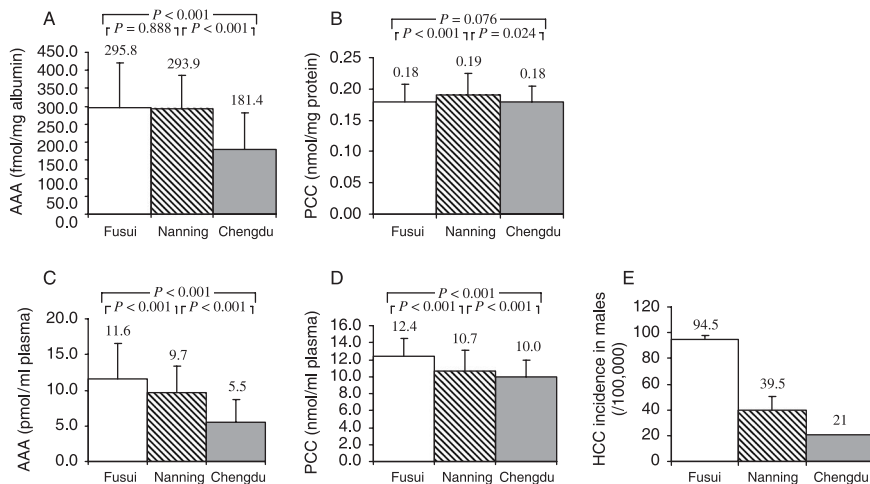 A
P < 0.001
P = 0.888
P < 0.001
AAA (fmol/mg albumin)
450.0
400.0
350.0
300.0
250.0
200.0
150.0
100.0
50.0
0.0
295.8
293.9
181.4
Fusui
Nanning
Chengdu
B
P = 0.076
P < 0.001
P = 0.024
PCC (nmol/mg protein)
0.25
0.20
0.15
0.10
0.05
0.00
0.18
0.19
0.18
Fusui
Nanning
Chengdu
C
P < 0.001
P < 0.001
P < 0.001
AAA (pmol/ml plasma)
20.0
15.0
10.0
5.0
0.0
11.6
9.7
5.5
Fusui
Nanning
Chengdu
D
P < 0.001
P < 0.001
P < 0.001
PCC (nmol/ml plasma)
16.0
14.0
12.0
10.0
8.0
6.0
4.0
2.0
0.0
12.4
10.7
10.0
Fusui
Nanning
Chengdu
E
HCC incidence in males
(/100,000)
120
100
80
60
40
20
0
94.5
39.5
21
Fusui
Nanning
Chengdu